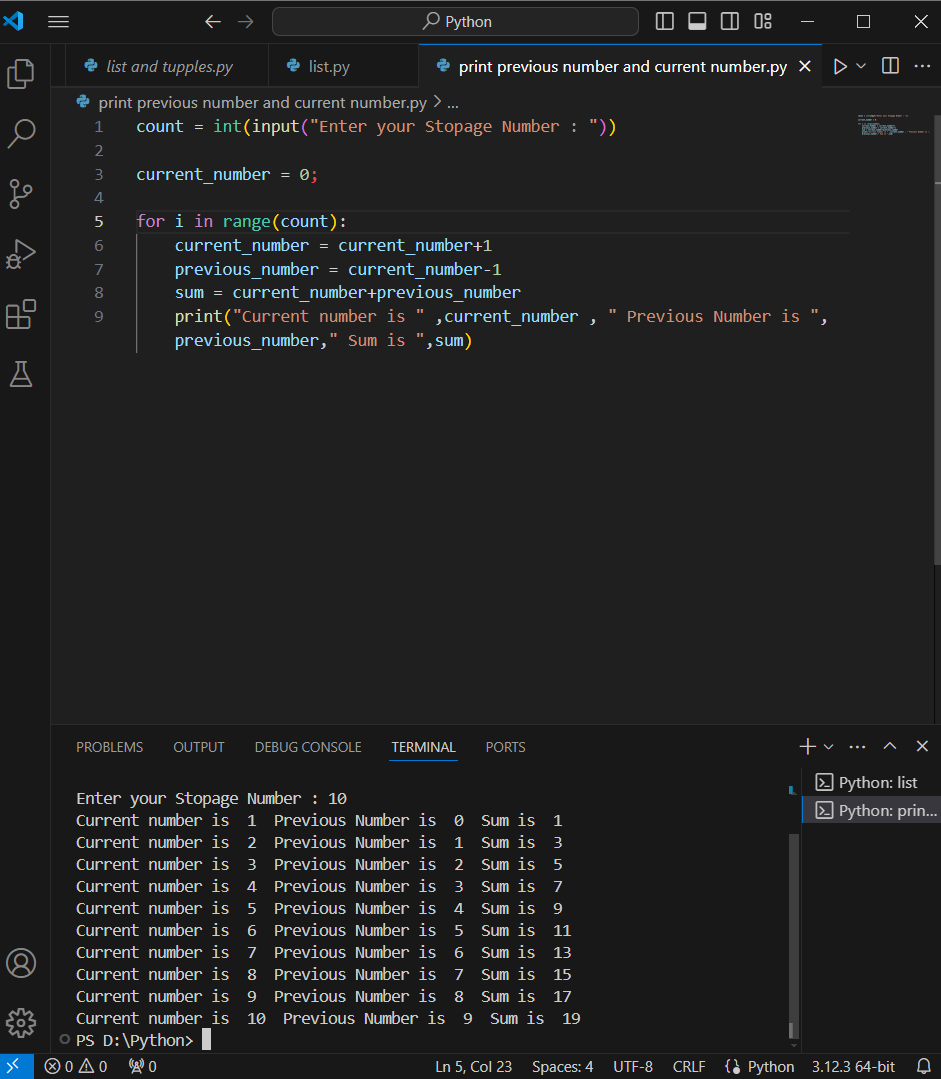 Python
list and tupples.py
list.py
print previous number and current number.py
print previous number and current number.py > ...
1 count = int(input("Enter your Stopage Number : "))
2
3 current_number = 0;
4
5 for i in range(count):
6 current_number = current_number+1
7 previous_number = current_number-1
8 sum = current_number+previous_number
9 print("Current number is " ,current_number , " Previous Number is ",
previous_number," Sum is ",sum)
PROBLEMS OUTPUT DEBUG CONSOLE TERMINAL PORTS
Enter your Stopage Number : 10
Current number is  1  Previous Number is  0  Sum is  1
Current number is  2  Previous Number is  1  Sum is  3
Current number is  3  Previous Number is  2  Sum is  5
Current number is  4  Previous Number is  3  Sum is  7
Current number is  5  Previous Number is  4  Sum is  9
Current number is  6  Previous Number is  5  Sum is  11
Current number is  7  Previous Number is  6  Sum is  13
Current number is  8  Previous Number is  7  Sum is  15
Current number is  9  Previous Number is  8  Sum is  17
Current number is  10  Previous Number is  9  Sum is  19
PS D:\Python>
Python: list
Python: prin...
0 0 0 Ln 5, Col 23 Spaces: 4 UTF-8 CRLF Python 3.12.3 64-bit